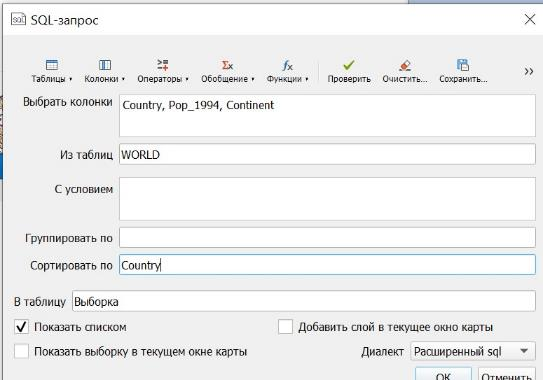 SQL-запрос
Таблицы Колонки Операторы Обобщение Функции Проверить Очистить... Сохранить...
Выбрать колонки Country, Pop_1994, Continent
Из таблиц WORLD
С условием
Группировать по
Сортировать по Country
В таблицу Выборка
Показать списком Добавить слой в текущее окно карты
Показать выборку в текущем окне карты Диалект Расширенный sql
ОК Отменить